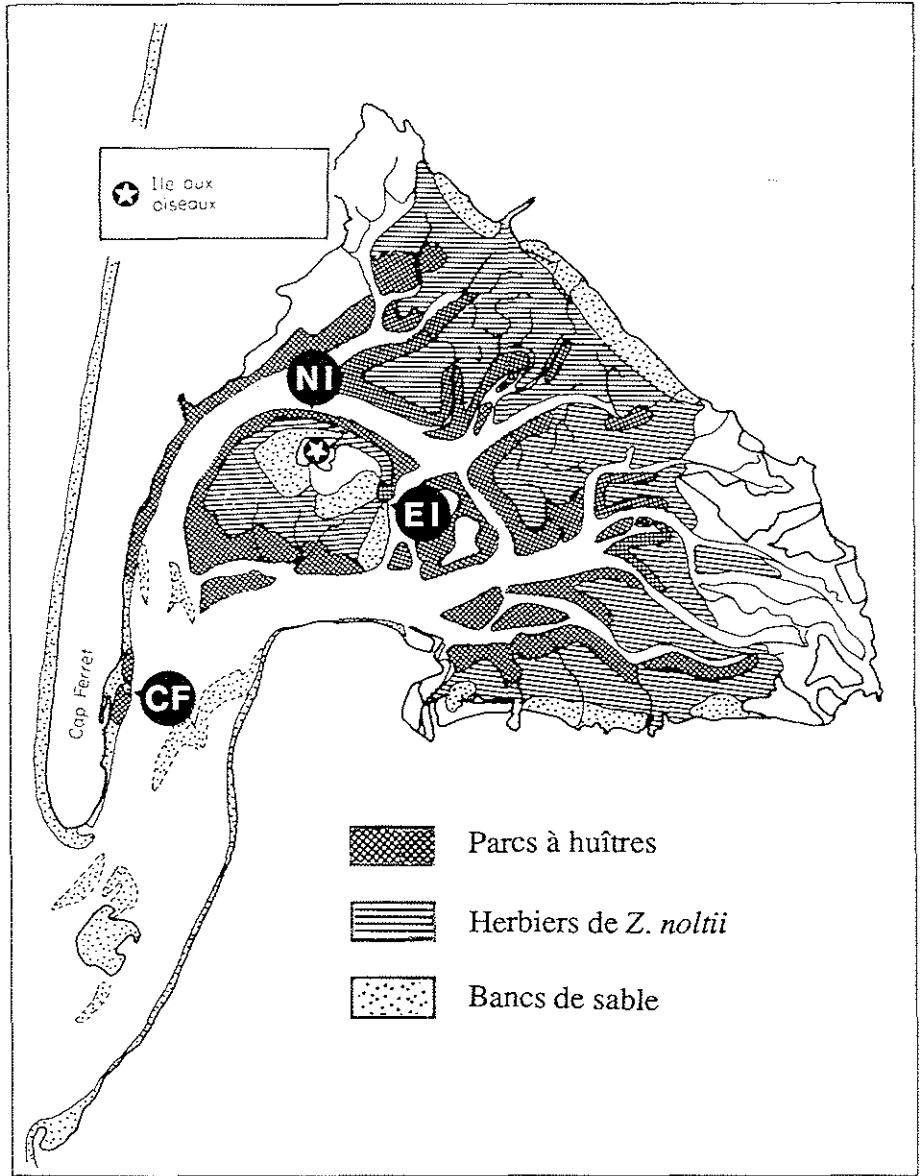 Ile aux
oiseaux
NI
EI
Cap Ferret
CF
Parcs à huîtres
Herbiers de Z. noltii
Bancs de sable